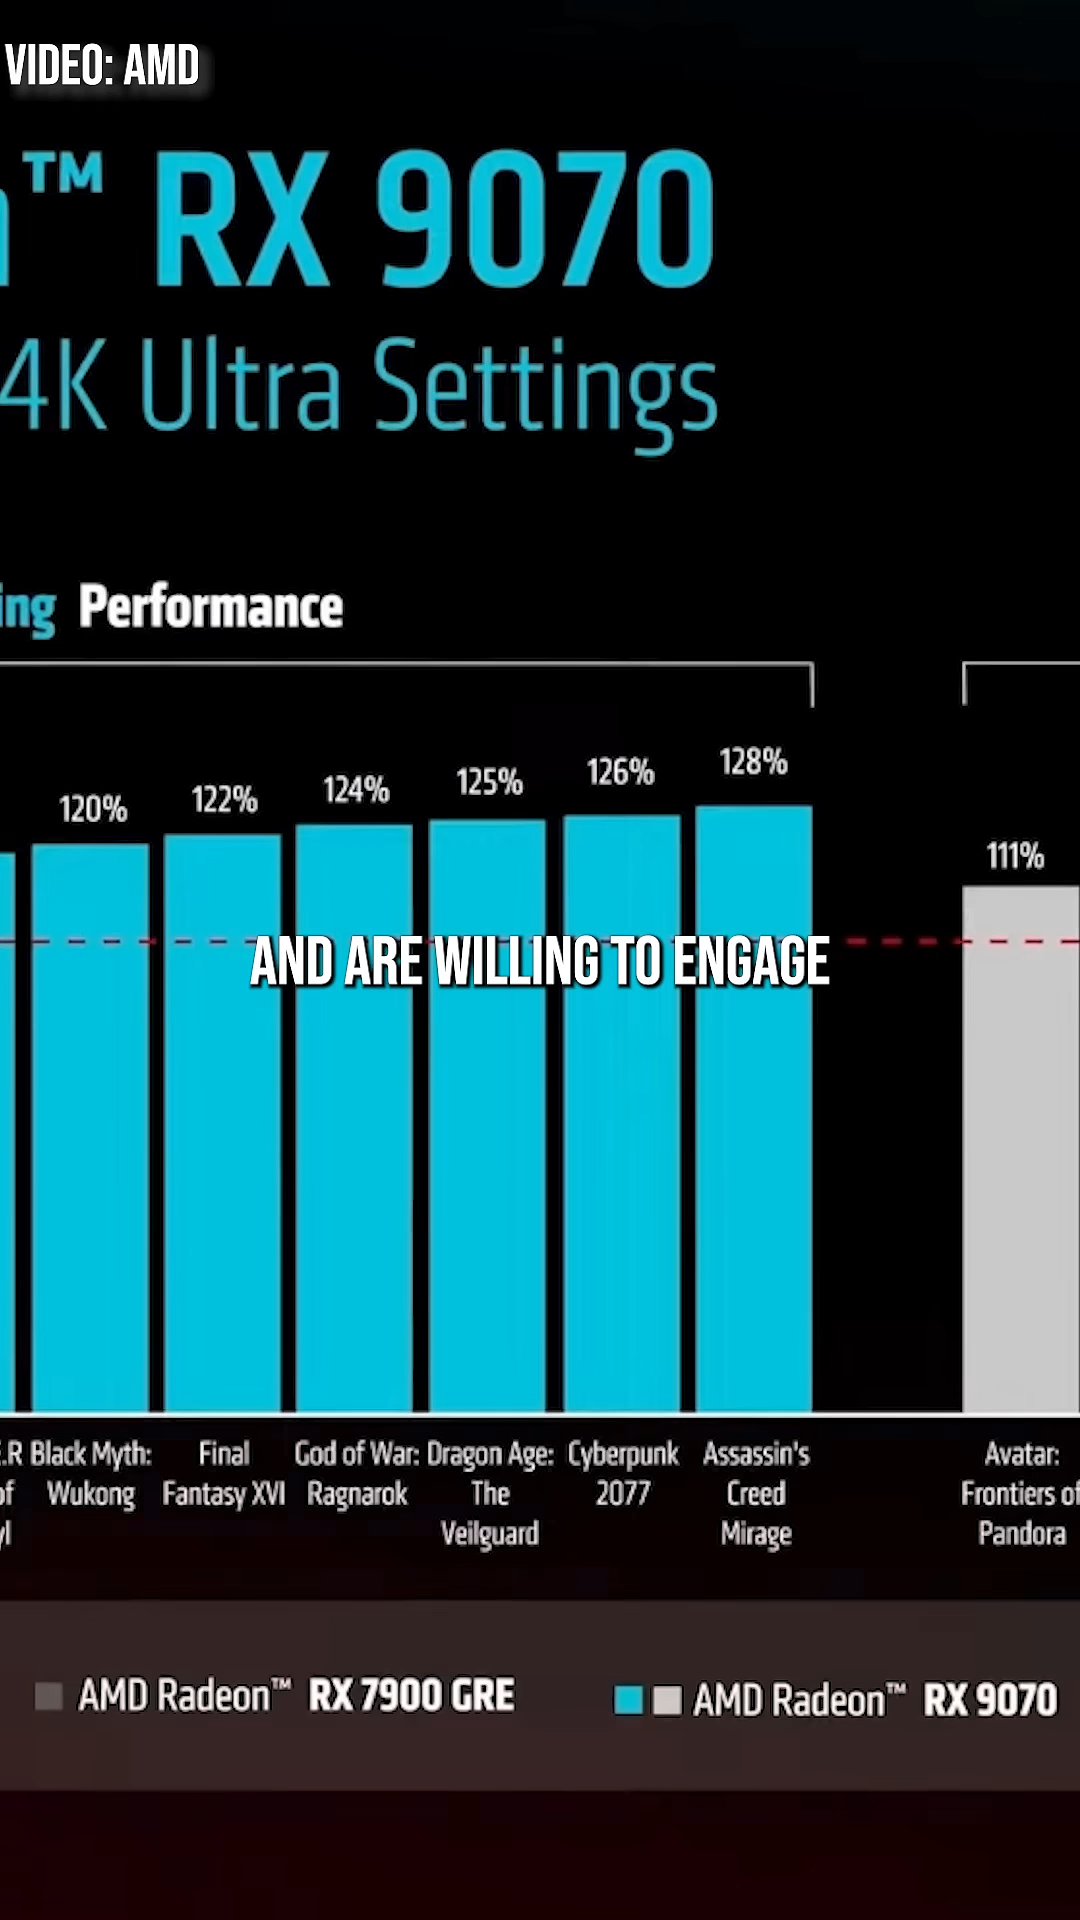 VIDEO: AMD
™ RX 9070
4K Ultra Settings
ing Performance
120% 122% 124% 125% 126% 128% 111%
AND ARE WILLING TO ENGAGE
.R Black Myth: Final God of War: Dragon Age: Cyberpunk Assassin's Avatar:
of Wukong Fantasy XVI Ragnarok The 2077 Creed Frontiers of
yl Veilguard Mirage Pandora
AMD Radeon™ RX 7900 GRE AMD Radeon™ RX 9070